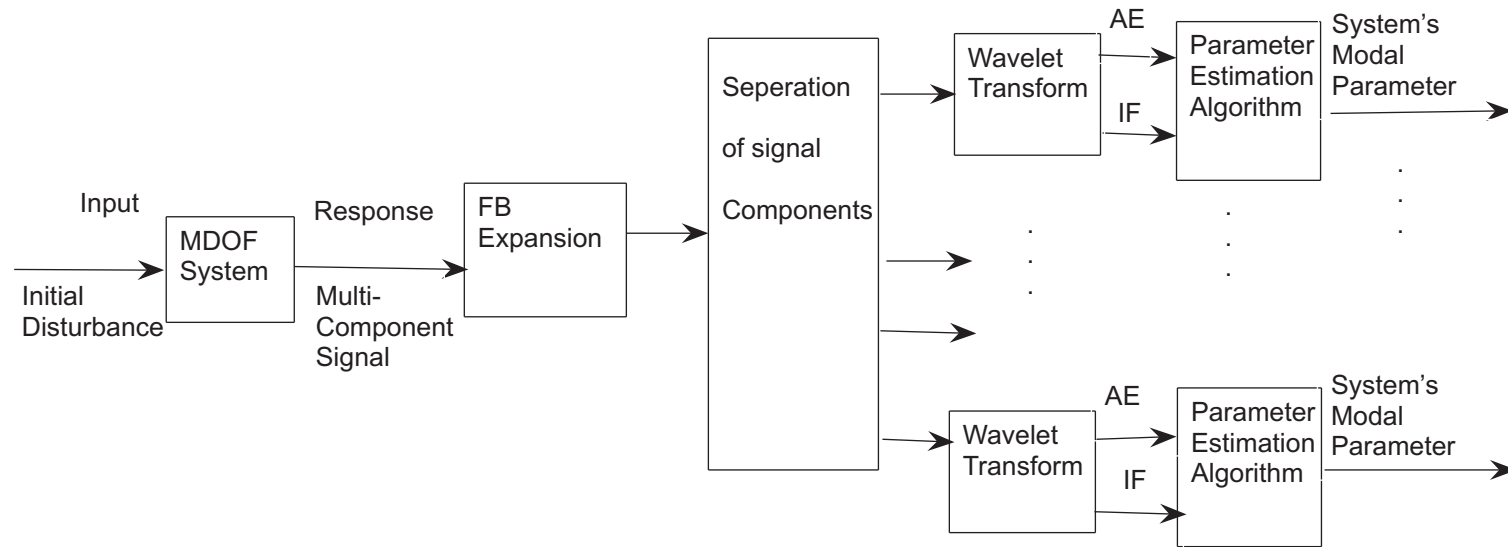 Input
Initial
Disturbance
MDOF
System
Response
Multi-
Component
Signal
FB
Expansion
Seperation
of signal
Components
Wavelet
Transform
AE
IF
Parameter
Estimation
Algorithm
System's
Modal
Parameter
Wavelet
Transform
AE
IF
Parameter
Estimation
Algorithm
System's
Modal
Parameter